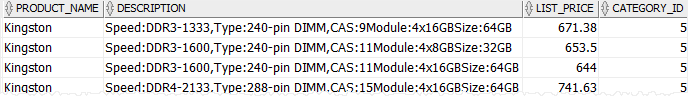 PRODUCT_NAME DESCRIPTION LIST_PRICE CATEGORY_ID
Kingston Speed:DDR3-1333,Type:240-pin DIMM,CAS:9Module:4x16GBSize:64GB 671.38 5
Kingston Speed:DDR3-1600,Type:240-pin DIMM,CAS:11Module:4x8GBSize:32GB 653.5 5
Kingston Speed:DDR3-1600,Type:240-pin DIMM,CAS:11Module:4x16GBSize:64GB 644 5
Kingston Speed:DDR4-2133,Type:288-pin DIMM,CAS:15Module:4x16GBSize:64GB 741.63 5